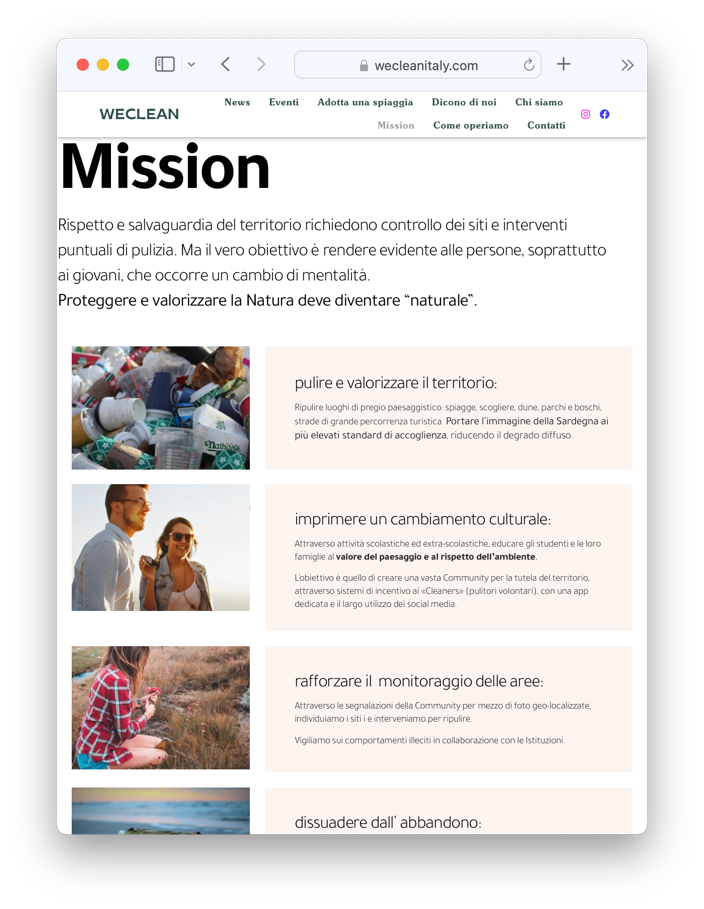 wecleanitaly.com
WECLEAN
News Eventi Adotta una spiaggia Dicono di noi Chi siamo
Mission Come operiamo Contatti
Mission
Rispetto e salvaguardia del territorio richiedono controllo dei siti e interventi
puntuali di pulizia. Ma il vero obiettivo è rendere evidente alle persone, soprattutto
ai giovani, che occorre un cambio di mentalità.
Proteggere e valorizzare la Natura deve diventare “naturale”.
Nathan's
pulire e valorizzare il territorio:
Ripulire luoghi di pregio paesaggistico: spiagge, scogliere, dune, parchi e boschi,
strade di grande percorrenza turistica. Portare l'immagine della Sardegna ai
più elevati standard di accoglienza, riducendo il degrado diffuso.
imprimere un cambiamento culturale:
Attraverso attività scolastiche ed extra-scolastiche, educare gli studenti e le loro
famiglie al valore del paesaggio e al rispetto dell'ambiente.
L'obiettivo è quello di creare una vasta Community per la tutela del territorio,
attraverso sistemi di incentivo ai «Cleaners» (pulitori volontari), con una app
dedicata e il largo utilizzo dei social media.
rafforzare il  monitoraggio delle aree:
Attraverso le segnalazioni della Community per mezzo di foto geo-localizzate,
individuiamo i siti i e interveniamo per ripulire.
Vigiliamo sui comportamenti illeciti in collaborazione con le Istituzioni.
dissuadere dall' abbandono: